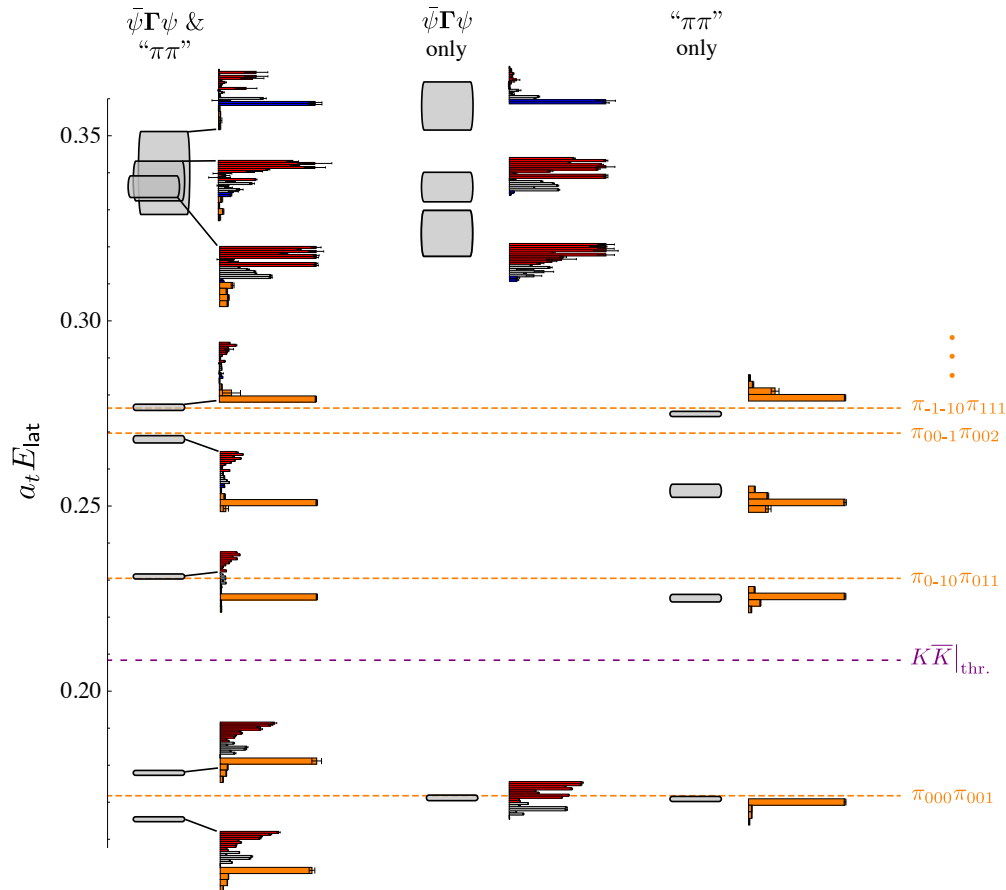 ψ̄Γψ &
“ππ”
ψ̄Γψ
only
“ππ”
only
0.35
0.30
π-1-10π111
π00-1π002
a_t E_lat
0.25
π0-10π011
KK̄|thr.
0.20
π000π001